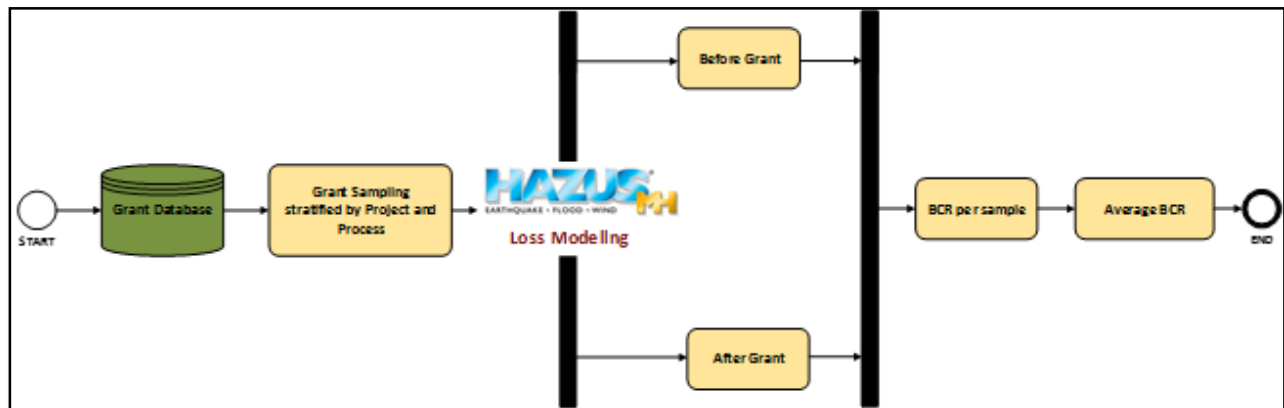 START
Grant Database
Grant Sampling
stratified by Project and
Process
HAZUS
MH
EARTHQUAKE • FLOOD • WIND
Loss Modellng
Before Grant
After Grant
BCR per sample
Average BCR
END